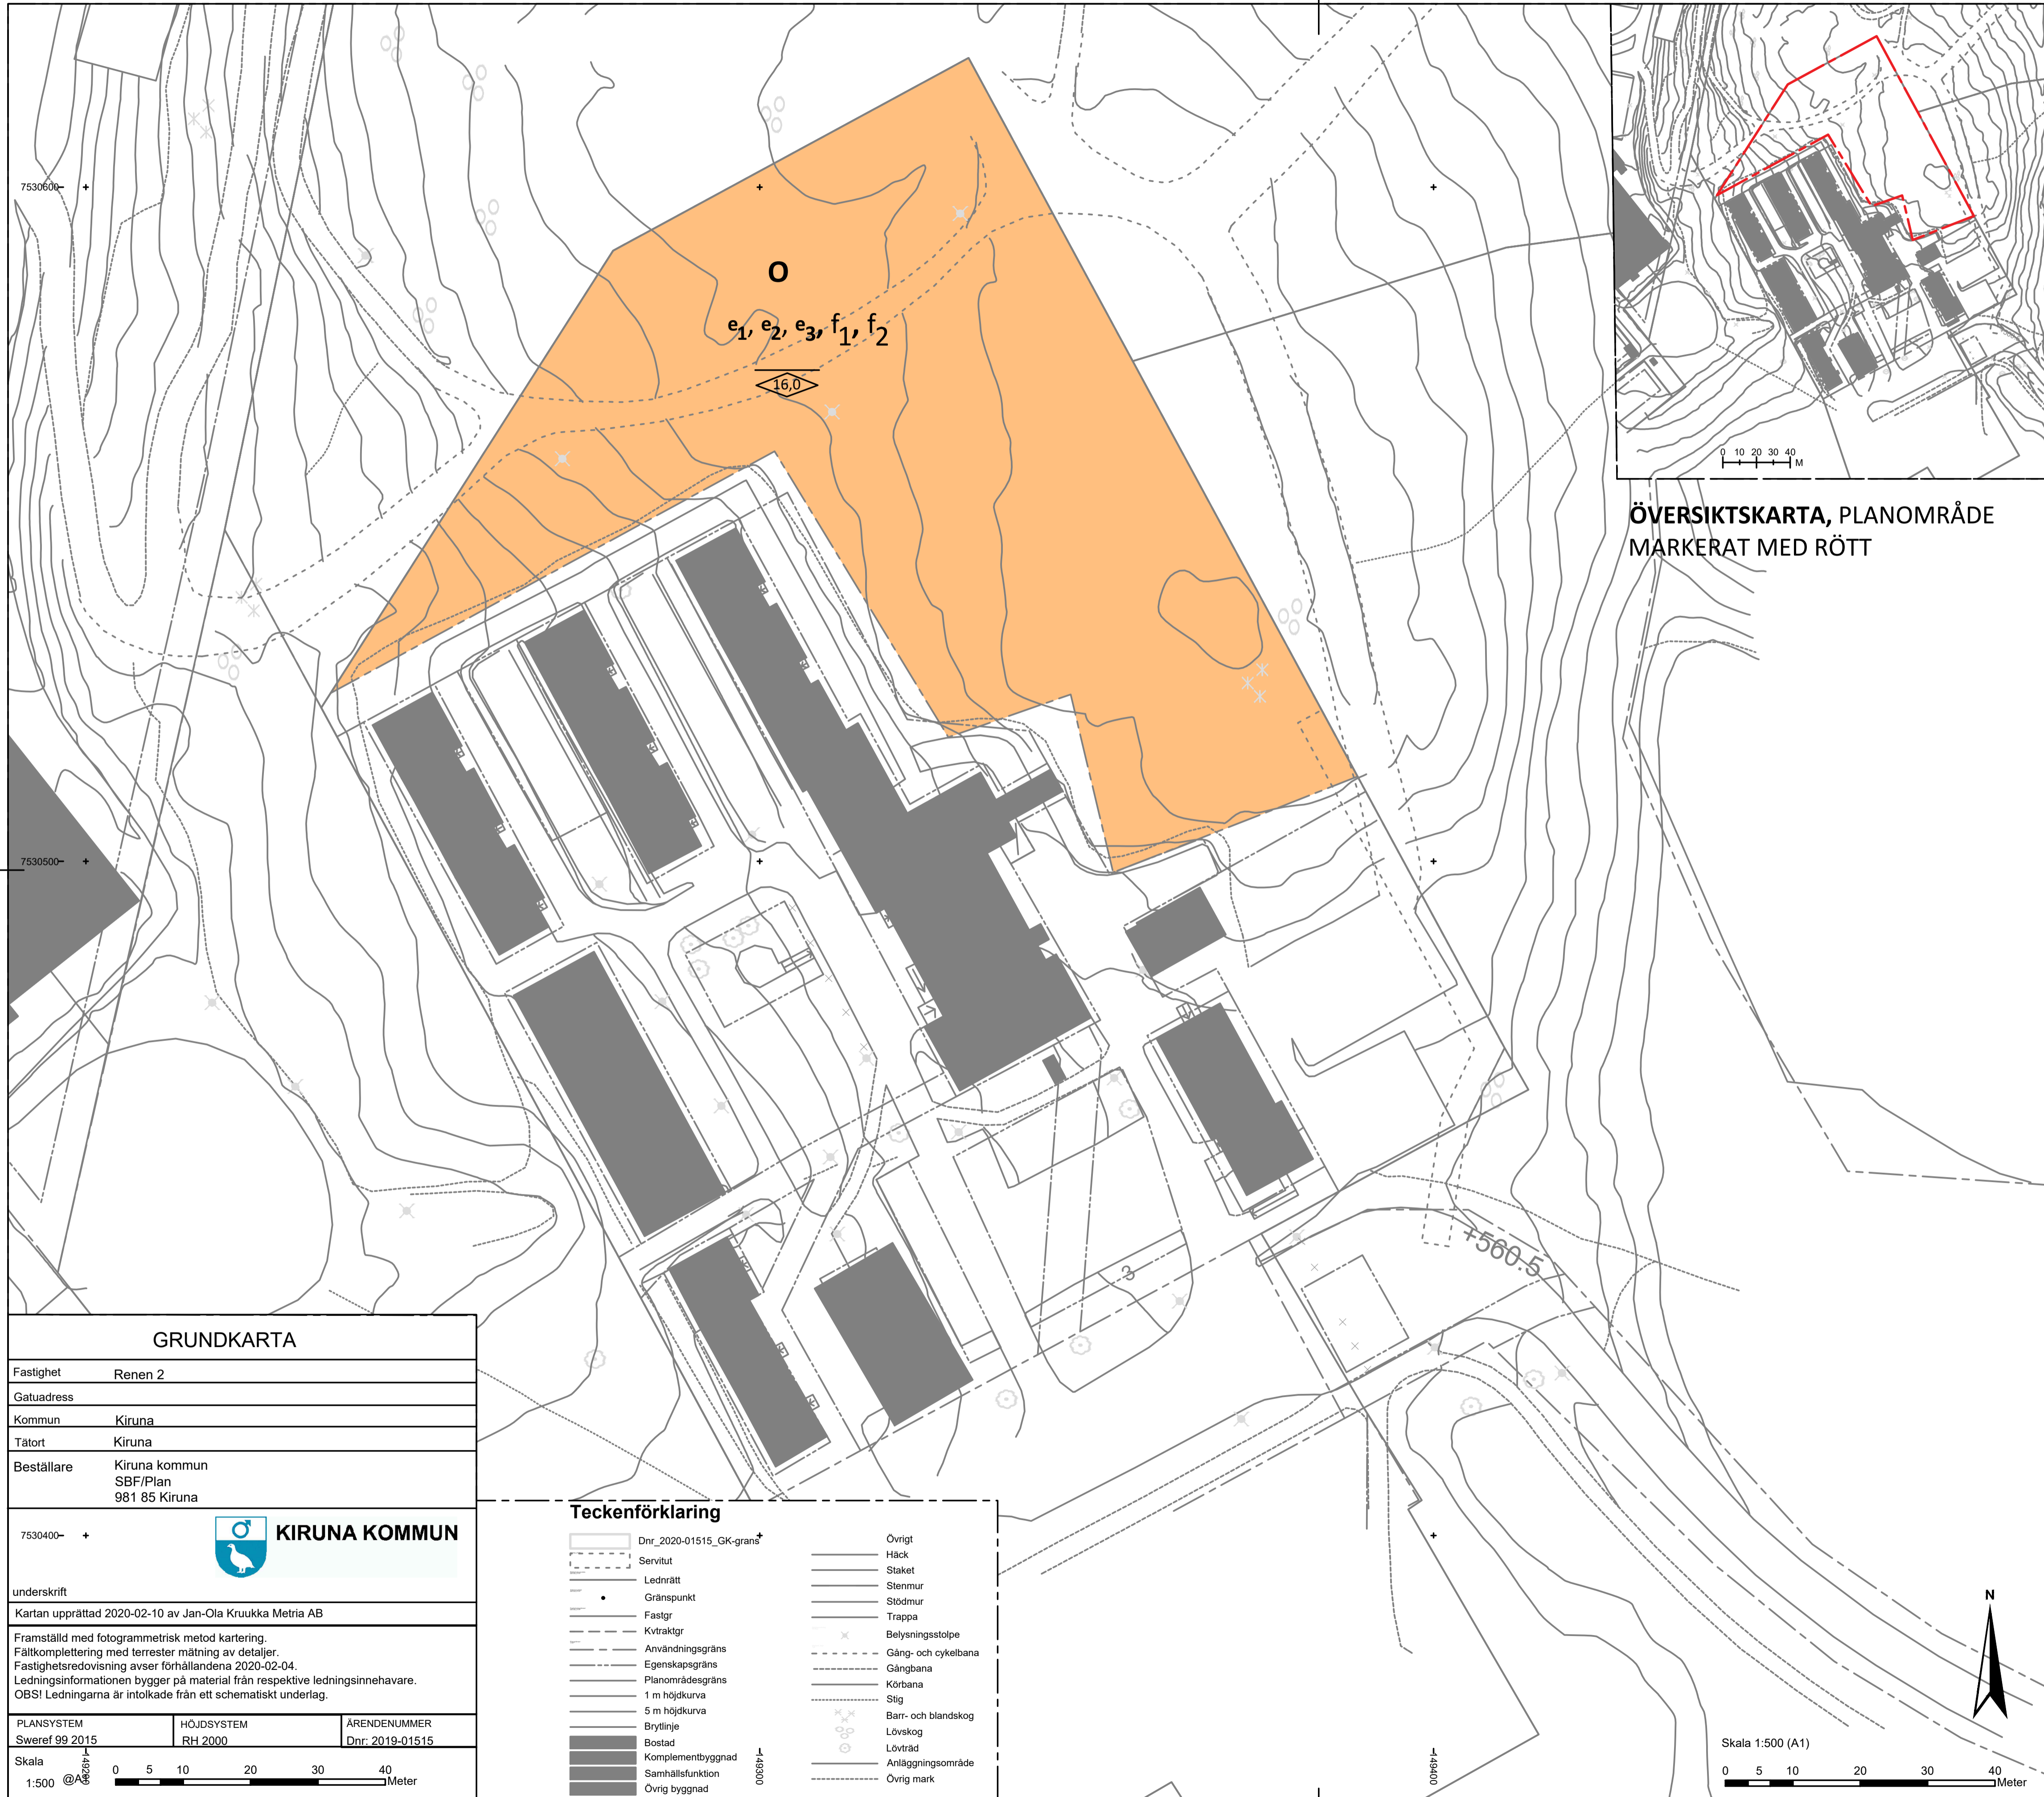 7530600
O
e1, e2, e3, f1, f2
16,0
0 10 20 30 40
M
ÖVERSIKTSKARTA, PLANOMRÅDE
MARKERAT MED RÖTT
7530500
+560.5
3
GRUNDKARTA
Fastighet Renen 2
Gatuadress
Kommun Kiruna
Tätort Kiruna
Beställare Kiruna kommun
SBF/Plan
981 85 Kiruna
7530400
KIRUNA KOMMUN
underskrift
Kartan upprättad 2020-02-10 av Jan-Ola Kruukka Metria AB
Framställd med fotogrammetrisk metod kartering.
Fältkomplettering med terrester mätning av detaljer.
Fastighetsredovisning avser förhållandena 2020-02-04.
Ledningsinformationen bygger på material från respektive ledningsinnehavare.
OBS! Ledningarna är intolkade från ett schematiskt underlag.
PLANSYSTEM HÖJDSYSTEM ÄRENDENUMMER
Sweref 99 2015 RH 2000 Dnr: 2019-01515
Skala
1:500
0 5 10 20 30 40
Meter
Teckenförklaring
Dnr_2020-01515_GK-grans
Servitut
Lednrätt
Gränspunkt
Fastgr
Kvtraktgr
Användningsgräns
Egenskapsgräns
Planområdesgräns
1 m höjdkurva
5 m höjdkurva
Brytlinje
Bostad
Komplementbyggnad
Samhällsfunktion
Övrig byggnad
Övrigt
Häck
Staket
Stenmur
Stödmur
Trappa
Belysningsstolpe
Gång- och cykelbana
Gångbana
Körbana
Stig
Barr- och blandskog
Lövskog
Lövträd
Anläggningsområde
Övrig mark
149300
149400
N
Skala 1:500 (A1)
0 5 10 20 30 40
Meter